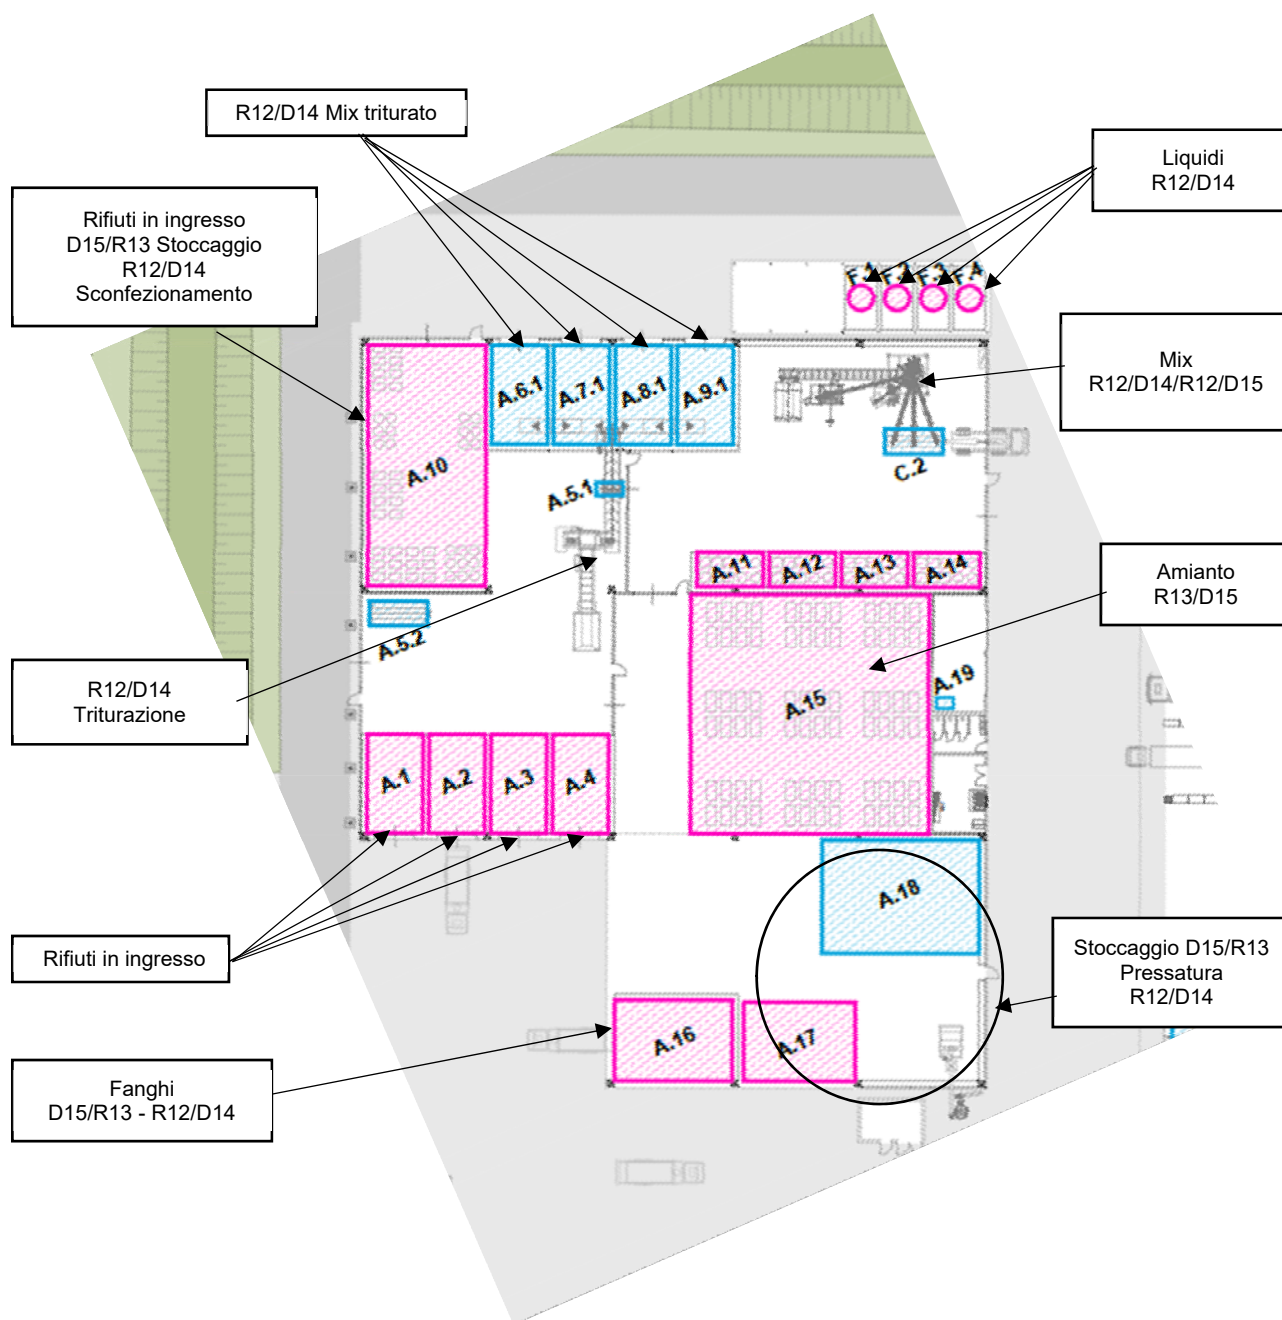 R12/D14 Mix triturato
Liquidi
R12/D14
Rifiuti in ingresso
D15/R13 Stoccaggio
R12/D14
Sconfezionamento
F.1
F.2
F.3
F.4
Mix
R12/D14/R12/D15
A.6.1
A.7.1
A.8.1
A.9.1
A.10
C.2
A.5.1
A.11
A.12
A.13
A.14
Amianto
R13/D15
A.5.2
A.15
A.19
R12/D14
Triturazione
A.1
A.2
A.3
A.4
A.18
Rifiuti in ingresso
Stoccaggio D15/R13
Pressatura
R12/D14
A.16
A.17
Fanghi
D15/R13 - R12/D14